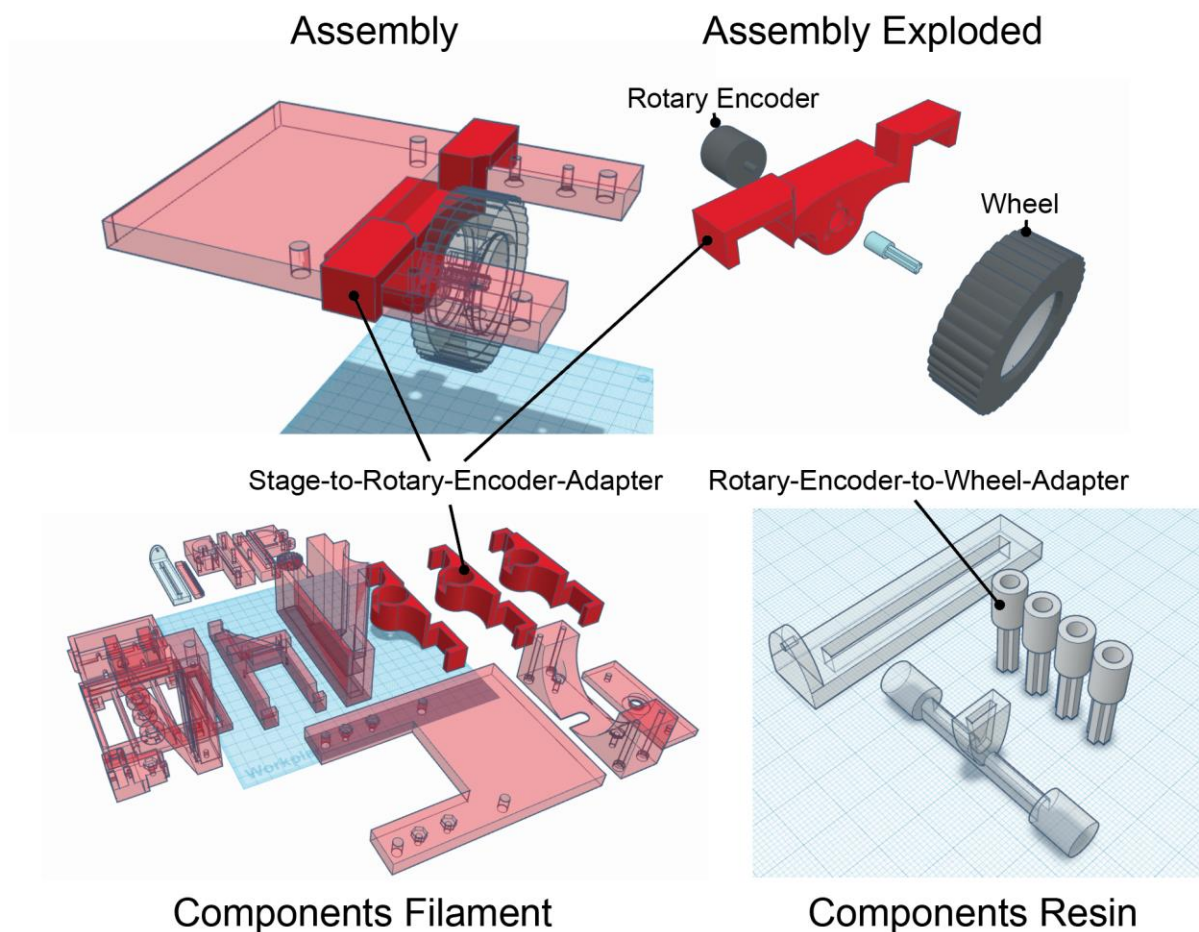 Assembly
Assembly Exploded
Rotary Encoder
Wheel
Stage-to-Rotary-Encoder-Adapter
Rotary-Encoder-to-Wheel-Adapter
Components Filament
Components Resin